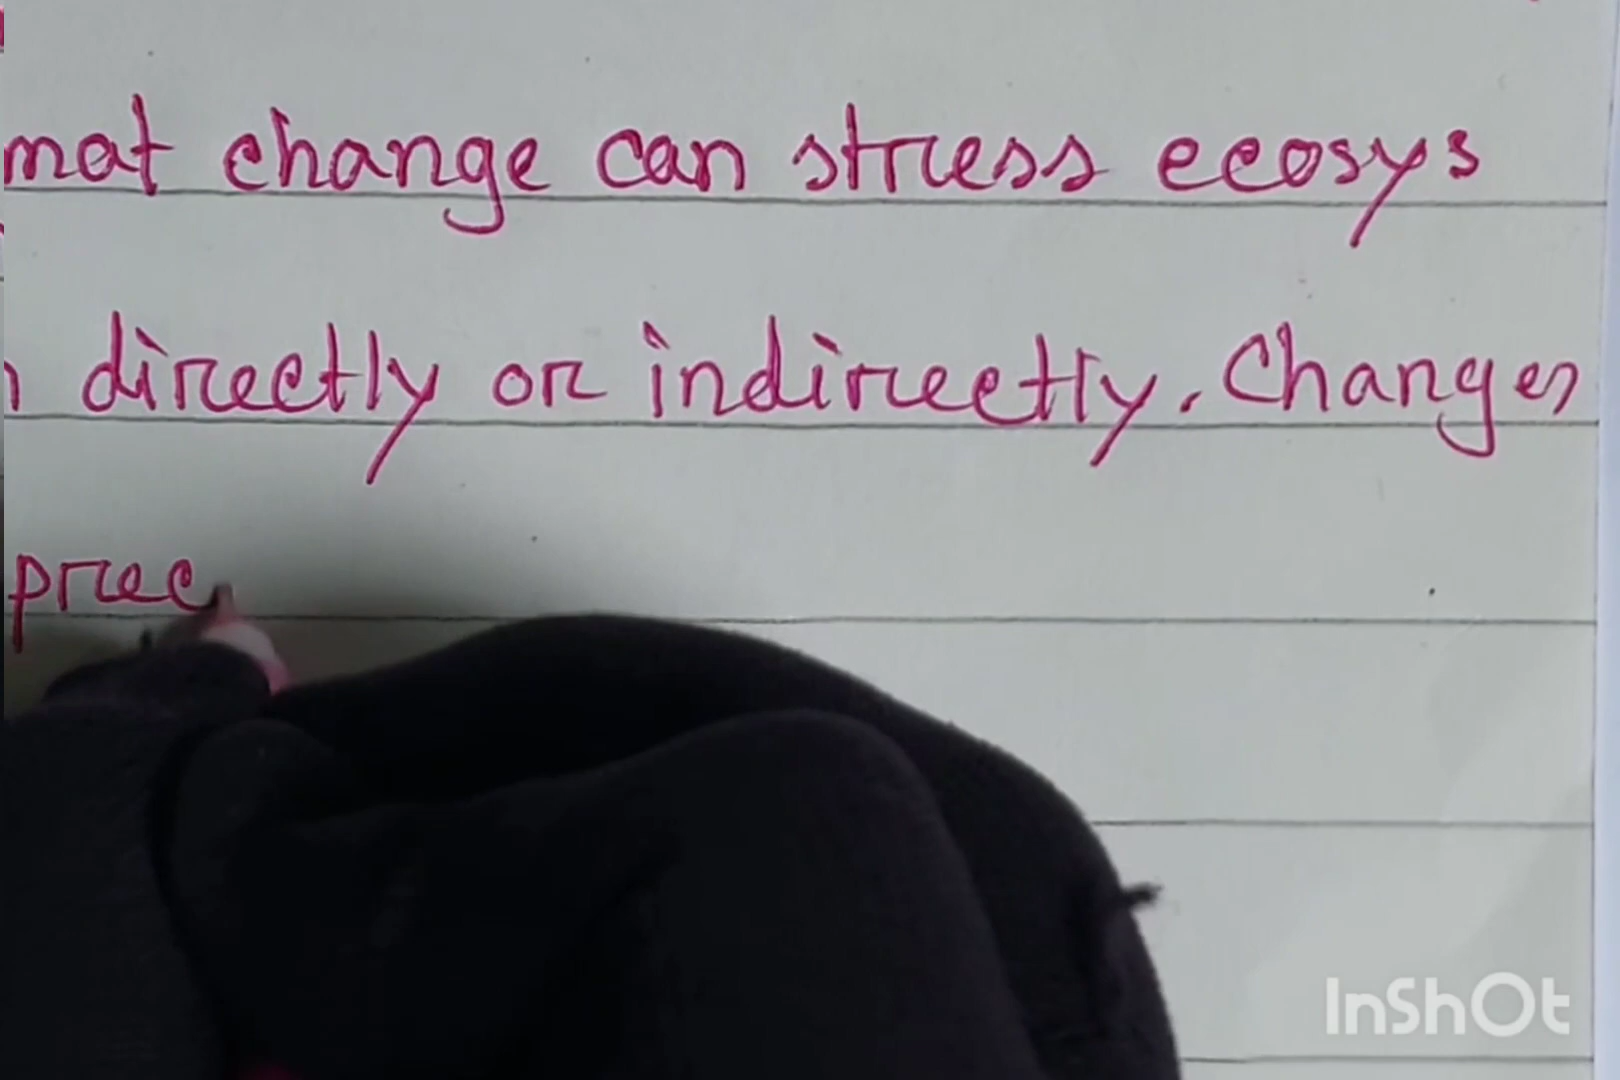 mat change can stress ecosys
directly or indirectly. Changes
prec
InShOt